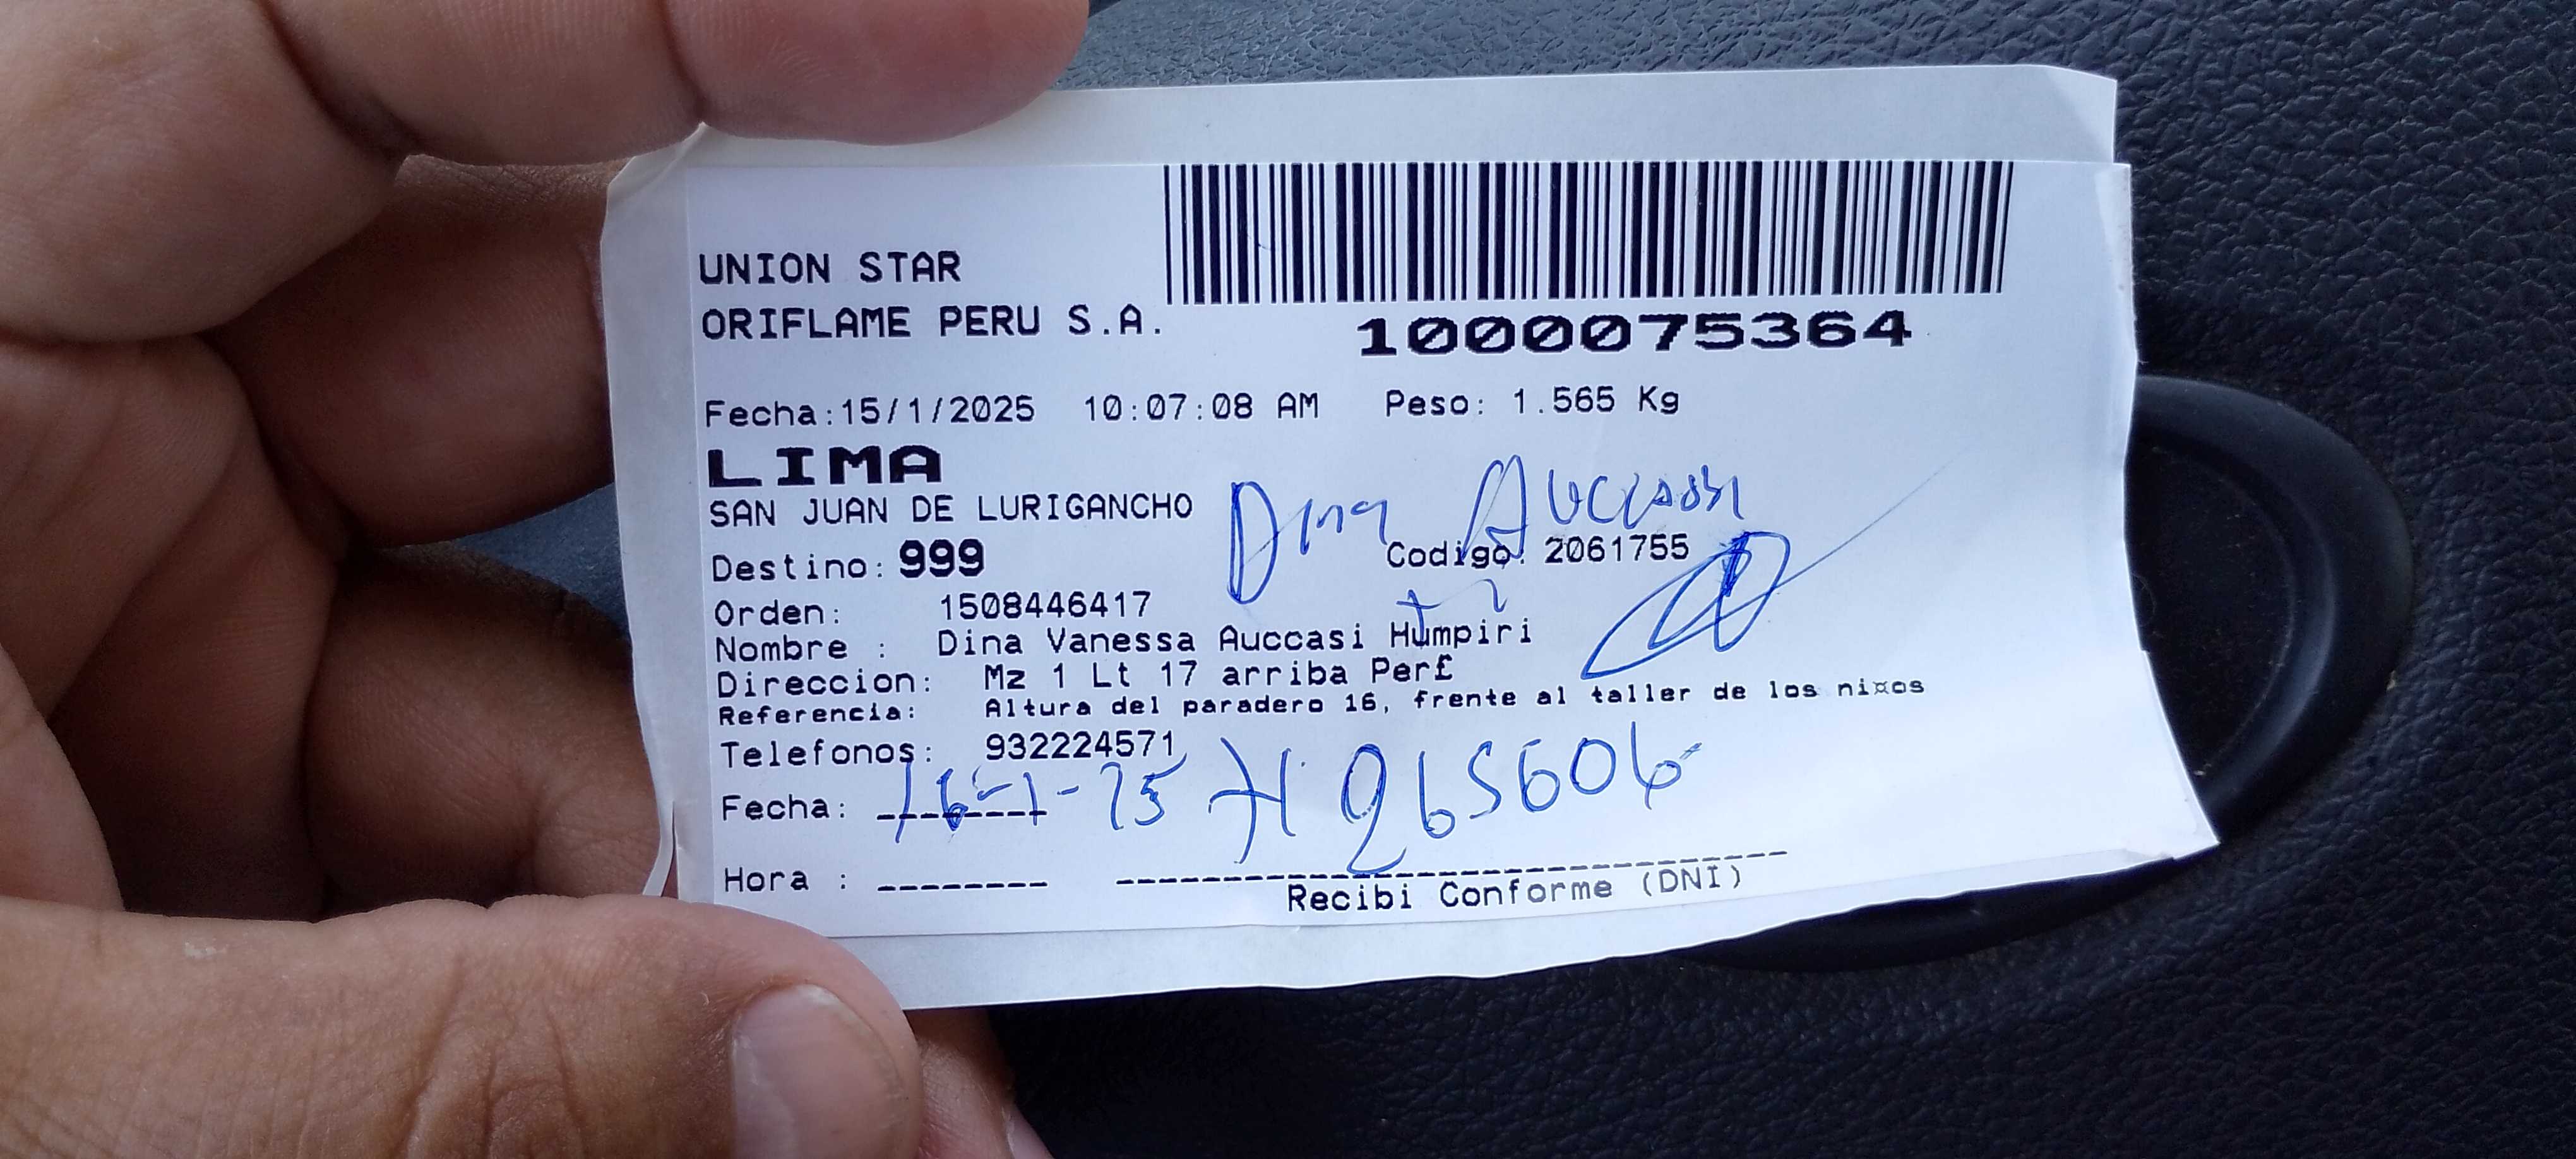 UNION STAR
ORIFLAME PERU S.A.
1000075364
Fecha:15/1/2025 10:07:08 AM Peso: 1.565 Kg
LIMA
SAN JUAN DE LURIGANCHO
Dina Auccasi
Destino: 999 Codigo: 2061755
Orden: 1508446417
Nombre : Dina Vanessa Auccasi Humpiri
Direccion: Mz 1 Lt 17 arriba Per£
Referencia: Altura del paradero 16, frente al taller de los ni¤os
Telefonos: 932224571
Fecha: 16-1-25
Hora :
Recibi Conforme (DNI)